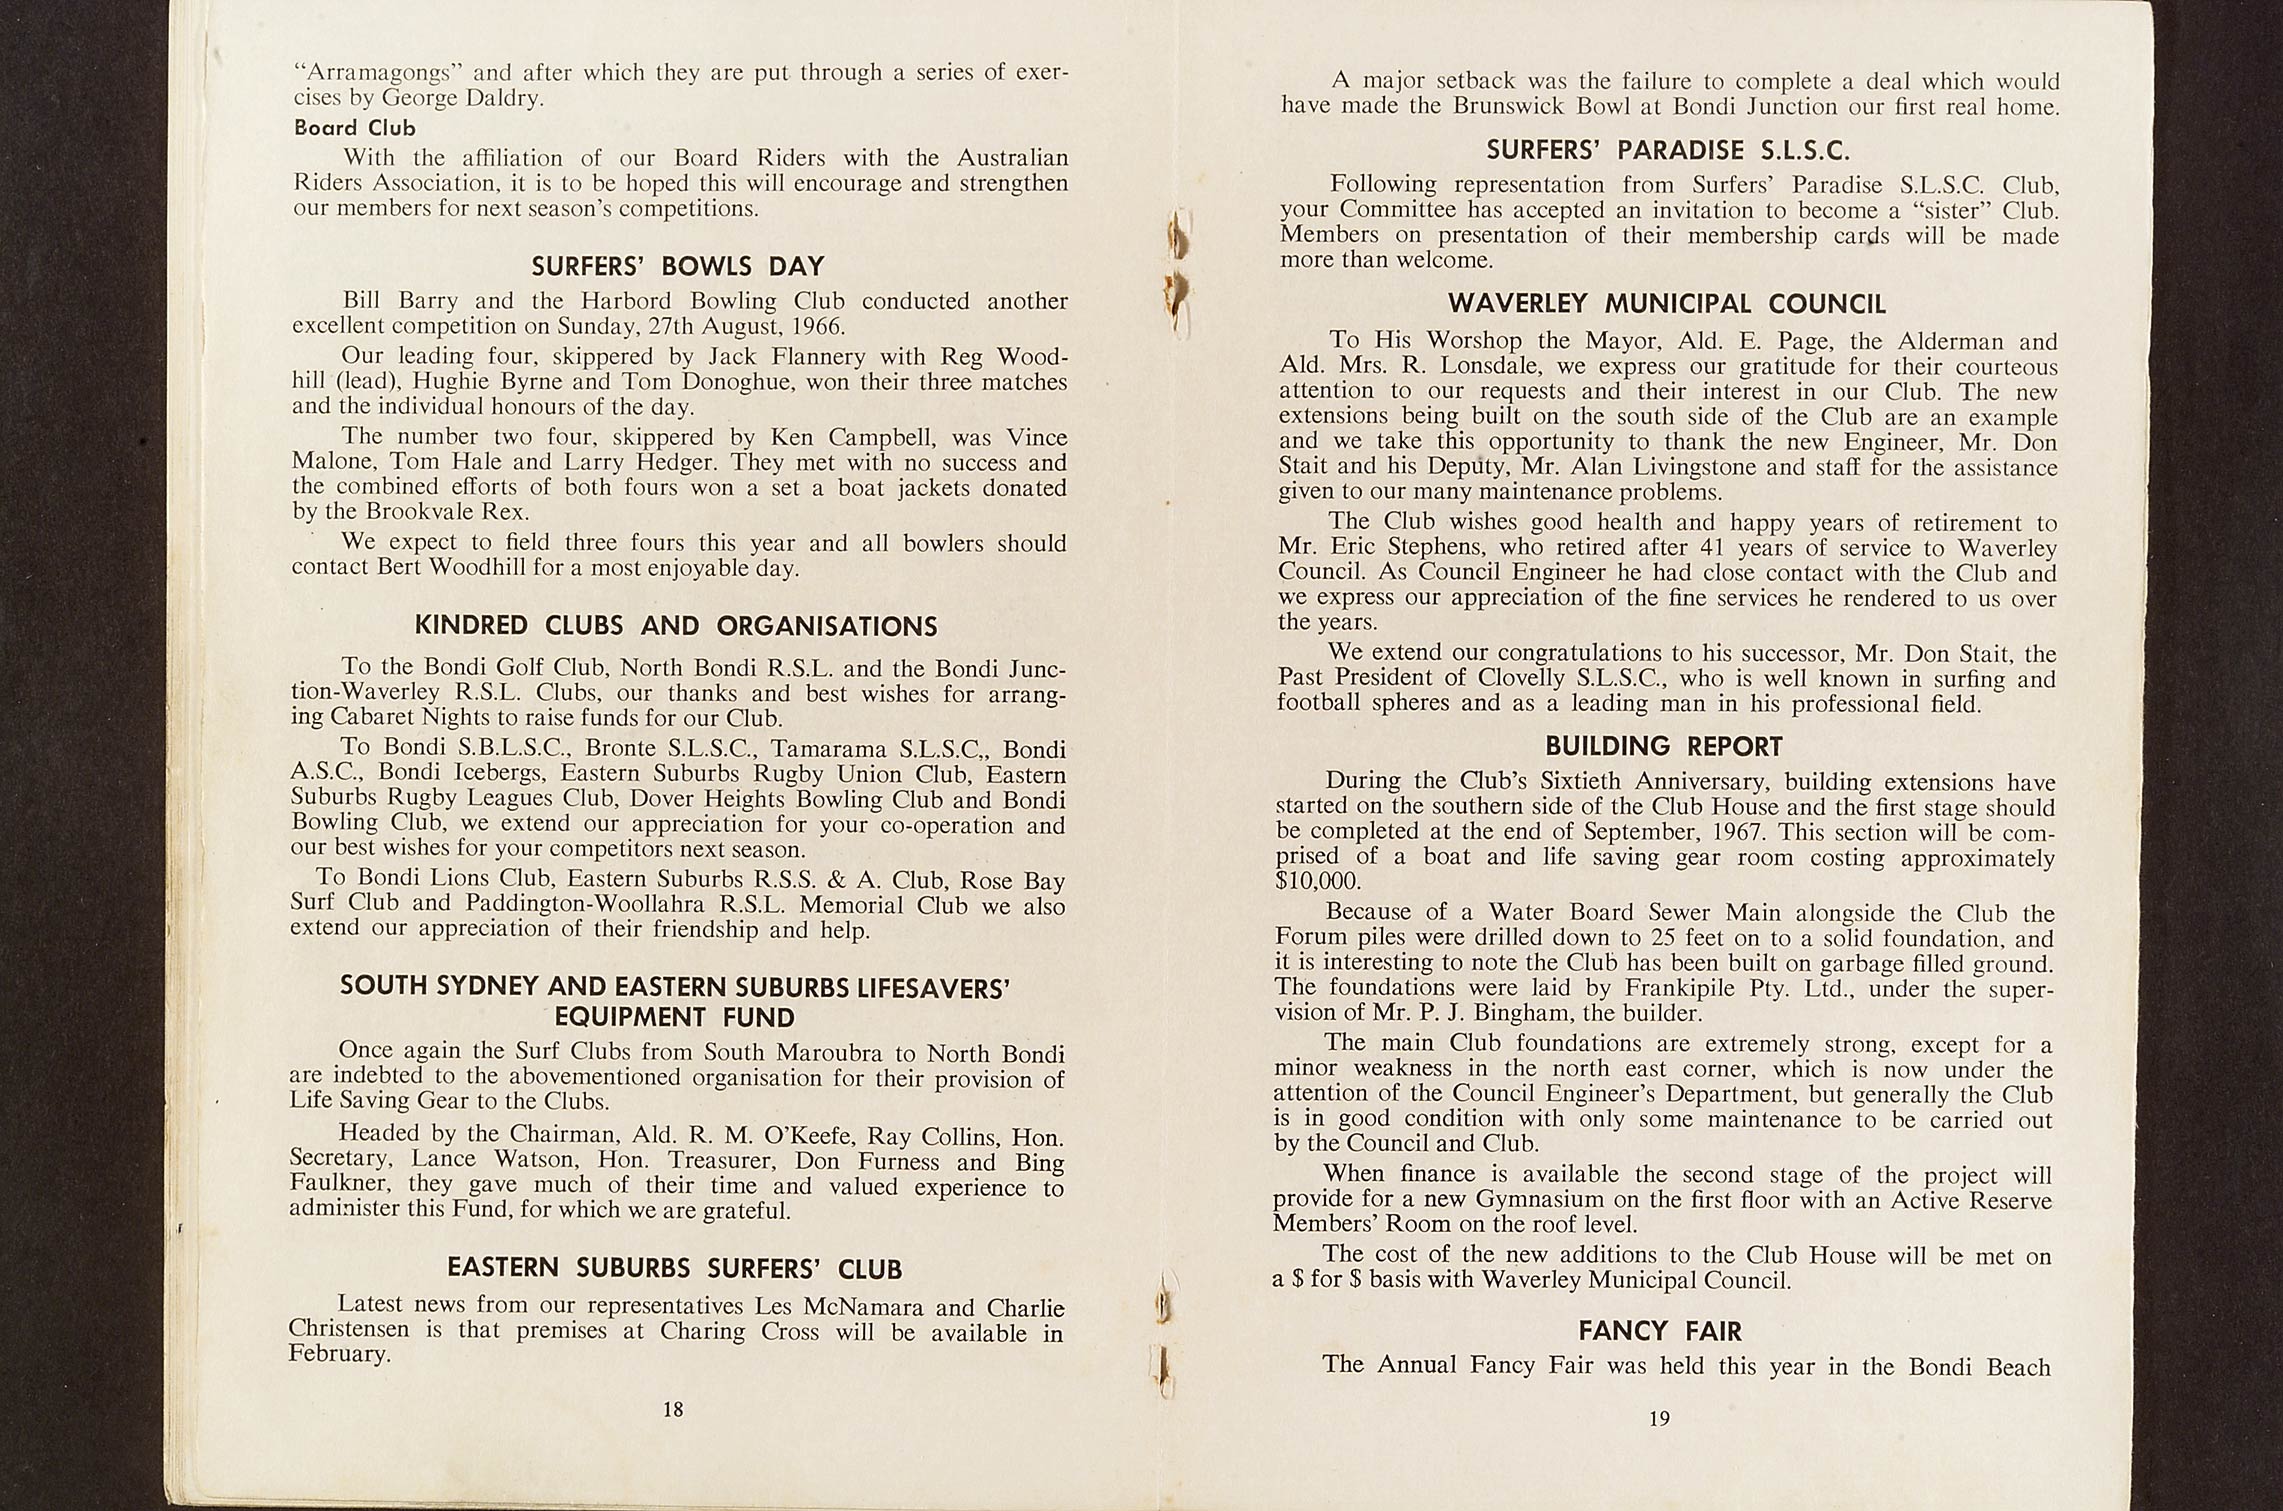 “Arramagongs” and after which they are put through a series of exer-
cises by George Daldry.
Board Club
With the affiliation of our Board Riders with the Australian
Riders Association, it is to be hoped this will encourage and strengthen
our members for next season’s competitions.
SURFERS’ BOWLS DAY
Bill Barry and the Harbord Bowling Club conducted another
excellent competition on Sunday, 27th August, 1966.
Our leading four, skippered by Jack Flannery with Reg Wood-
hill (lead), Hughie Byrne and Tom Donoghue, won their three matches
and the individual honours of the day.
The number two four, skippered by Ken Campbell, was Vince
Malone, Tom Hale and Larry Hedger. They met with no success and
the combined efforts of both fours won a set a boat jackets donated
by the Brookvale Rex.
We expect to field three fours this year and all bowlers should
contact Bert Woodhill for a most enjoyable day.
KINDRED CLUBS AND ORGANISATIONS
To the Bondi Golf Club, North Bondi R.S.L. and the Bondi Junc-
tion-Waverley R.S.L. Clubs, our thanks and best wishes for arrang-
ing Cabaret Nights to raise funds for our Club.
To Bondi S.B.L.S.C., Bronte S.L.S.C., Tamarama S.L.S.C,, Bondi
A.S.C., Bondi Icebergs, Eastern Suburbs Rugby Union Club, Eastern
Suburbs Rugby Leagues Club, Dover Heights Bowling Club and Bondi
Bowling Club, we extend our appreciation for your co-operation and
our best wishes for your competitors next season.
To Bondi Lions Club, Eastern Suburbs R.S.S. & A. Club, Rose Bay
Surf Club and Paddington-Woollahra R.S.L. Memorial Club we also
extend our appreciation of their friendship and help.
SOUTH SYDNEY AND EASTERN SUBURBS LIFESAVERS’
EQUIPMENT FUND
Once again the Surf Clubs from South Maroubra to North Bondi
are indebted to the abovementioned organisation for their provision of
Life Saving Gear to the Clubs.
Headed by the Chairman, Ald. R. M. O’Keefe, Ray Collins, Hon.
Secretary, Lance Watson, Hon. Treasurer, Don Furness and Bing
Faulkner, they gave much of their time and valued experience to
administer this Fund, for which we are grateful.
EASTERN SUBURBS SURFERS’ CLUB
Latest news from our representatives Les McNamara and Charlie
Christensen is that premises at Charing Cross will be available in
February.
18
A major setback was the failure to complete a deal which would
have made the Brunswick Bowl at Bondi Junction our first real home.
SURFERS’ PARADISE S.L.S.C.
Following representation from Surfers’ Paradise S.L.S.C. Club,
your Committee has accepted an invitation to become a “sister” Club.
Members on presentation of their membership cards will be made
more than welcome.
WAVERLEY MUNICIPAL COUNCIL
To His Worshop the Mayor, Ald. E. Page, the Alderman and
Ald. Mrs. R. Lonsdale, we express our gratitude for their courteous
attention to our requests and their interest in our Club. The new
extensions being built on the south side of the Club are an example
and we take this opportunity to thank the new Engineer, Mr. Don
Stait and his Deputy, Mr. Alan Livingstone and staff for the assistance
given to our many maintenance problems.
The Club wishes good health and happy years of retirement to
Mr. Eric Stephens, who retired after 41 years of service to Waverley
Council. As Council Engineer he had close contact with the Club and
we express our appreciation of the fine services he rendered to us over
the years.
We extend our congratulations to his successor, Mr. Don Stait, the
Past President of Clovelly S.L.S.C., who is well known in surfing and
football spheres and as a leading man in his professional field.
BUILDING REPORT
During the Club’s Sixtieth Anniversary, building extensions have
started on the southern side of the Club House and the first stage should
be completed at the end of September, 1967. This section will be com-
prised of a boat and life saving gear room costing approximately
$10,000.
Because of a Water Board Sewer Main alongside the Club the
Forum piles were drilled down to 25 feet on to a solid foundation, and
it is interesting to note the Club has been built on garbage filled ground.
The foundations were laid by Frankipile Pty. Ltd., under the super-
vision of Mr. P. J. Bingham, the builder.
The main Club foundations are extremely strong, except for a
minor weakness in the north east corner, which is now under the
attention of the Council Engineer’s Department, but generally the Club
is in good condition with only some maintenance to be carried out
by the Council and Club.
When finance is available the second stage of the project will
provide for a new Gymnasium on the first floor with an Active Reserve
Members’ Room on the roof level.
The cost of the new additions to the Club House will be met on
a $ for $ basis with Waverley Municipal Council.
FANCY FAIR
The Annual Fancy Fair was held this year in the Bondi Beach
19